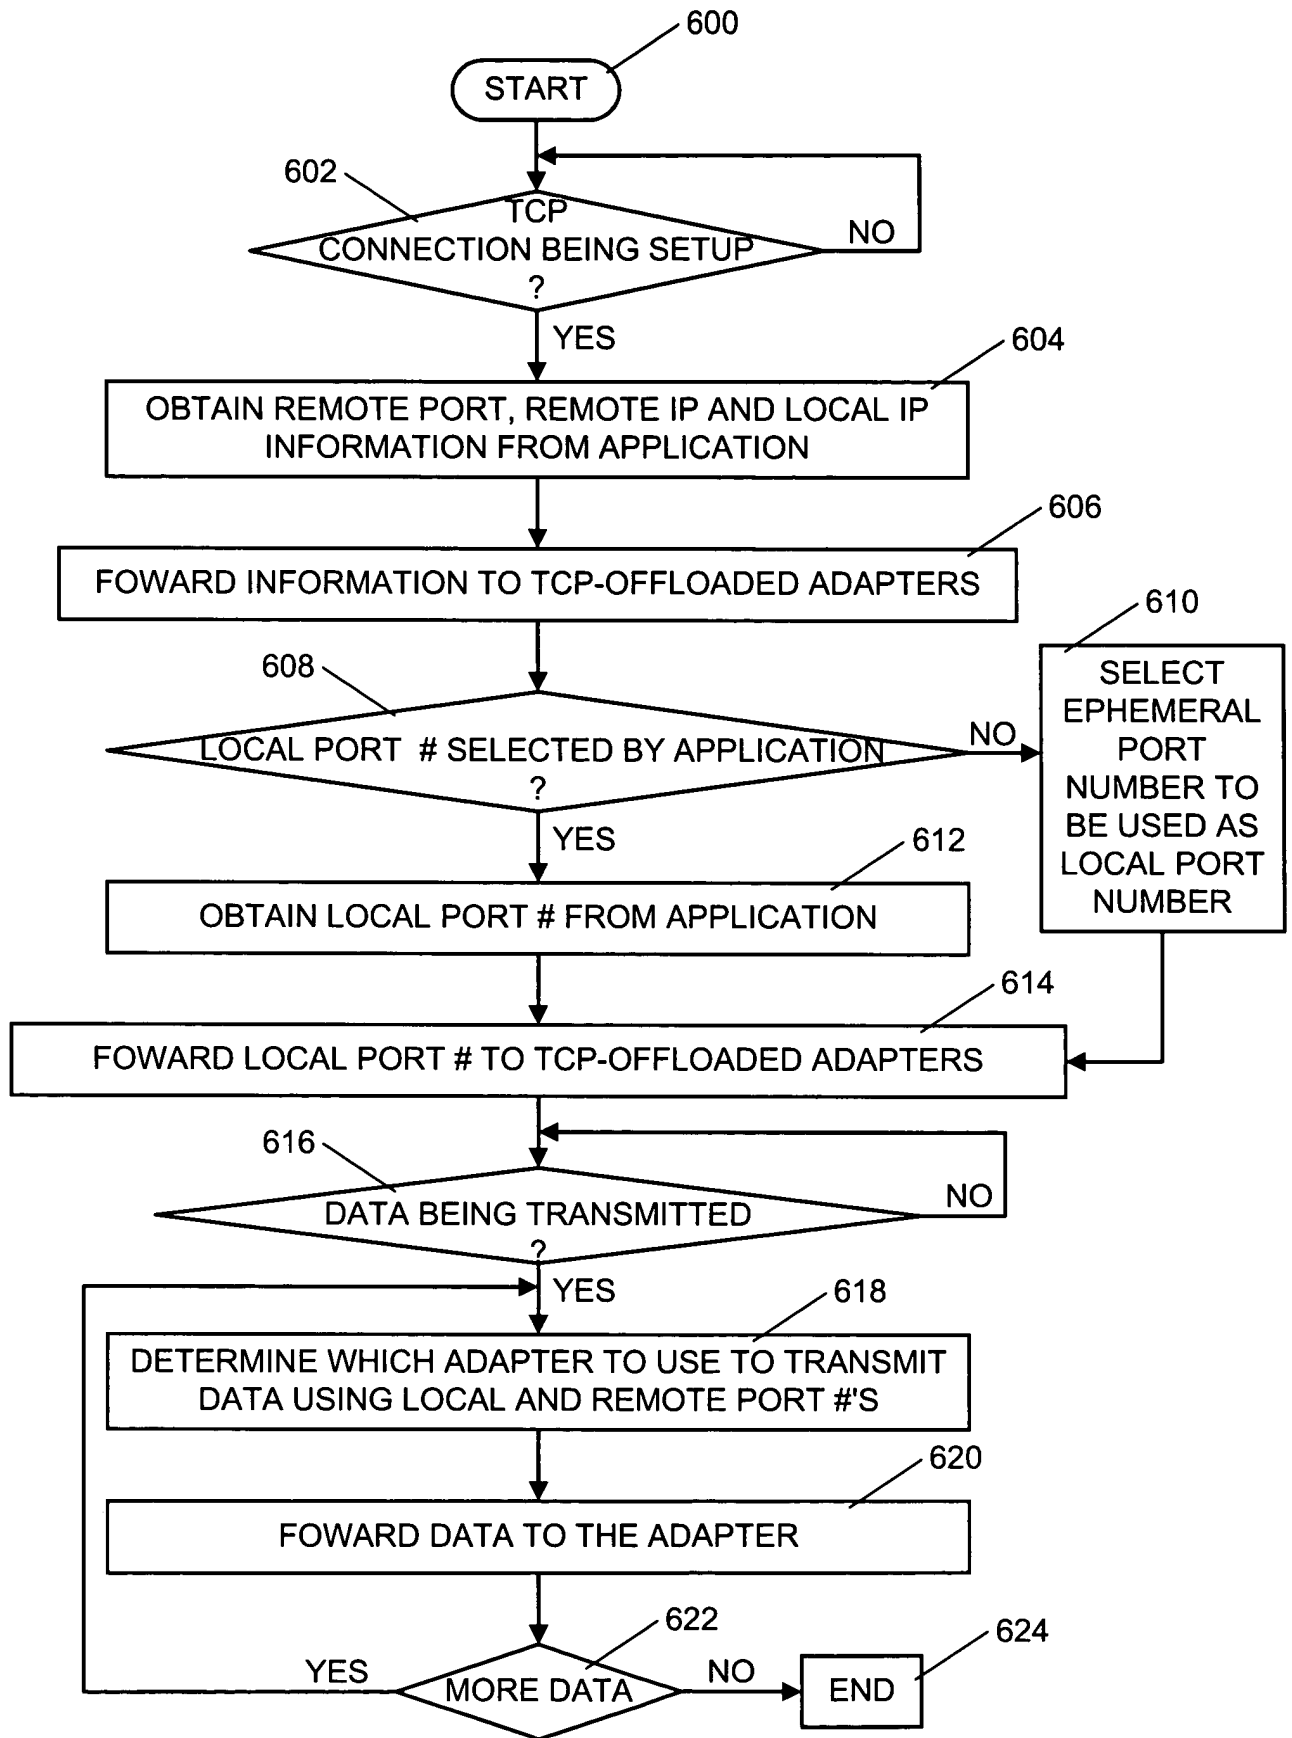 600
START
602
TCP
CONNECTION BEING SETUP
?
NO
YES
604
OBTAIN REMOTE PORT, REMOTE IP AND LOCAL IP
INFORMATION FROM APPLICATION
606
FOWARD INFORMATION TO TCP-OFFLOADED ADAPTERS
608
LOCAL PORT # SELECTED BY APPLICATION
?
NO
610
SELECT
EPHEMERAL
PORT
NUMBER TO
BE USED AS
LOCAL PORT
NUMBER
YES
612
OBTAIN LOCAL PORT # FROM APPLICATION
614
FOWARD LOCAL PORT # TO TCP-OFFLOADED ADAPTERS
616
DATA BEING TRANSMITTED
?
NO
YES
618
DETERMINE WHICH ADAPTER TO USE TO TRANSMIT
DATA USING LOCAL AND REMOTE PORT #'S
620
FOWARD DATA TO THE ADAPTER
622
MORE DATA
YES
NO
624
END